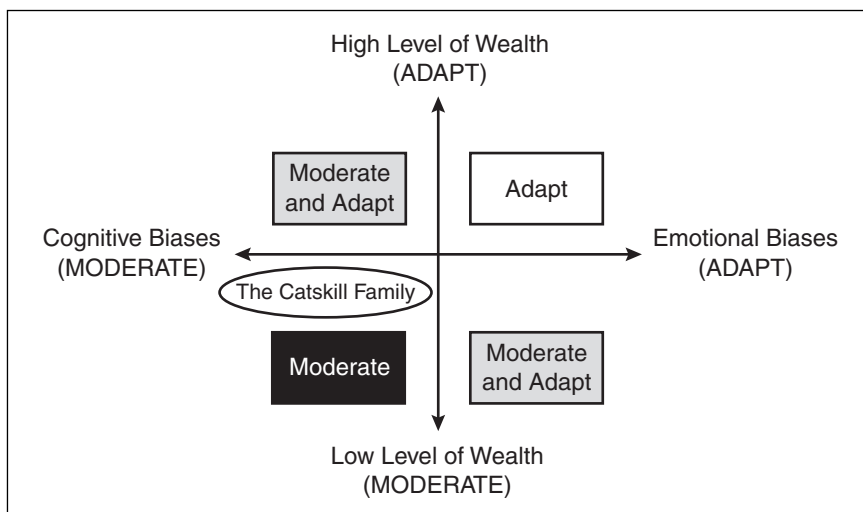 High Level of Wealth
(ADAPT)
Moderate
and Adapt
Adapt
Cognitive Biases
(MODERATE)
Emotional Biases
(ADAPT)
The Catskill Family
Moderate
Moderate
and Adapt
Low Level of Wealth
(MODERATE)